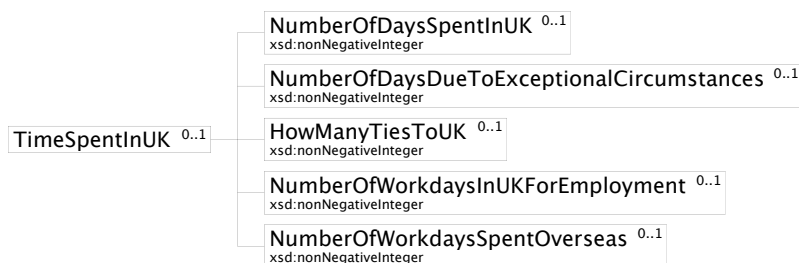 NumberOfDaysSpentInUK 0..1
xsd:nonNegativeInteger
NumberOfDaysDueToExceptionalCircumstances 0..1
xsd:nonNegativeInteger
TimeSpentInUK 0..1
HowManyTiesToUK 0..1
xsd:nonNegativeInteger
NumberOfWorkdaysInUKForEmployment 0..1
xsd:nonNegativeInteger
NumberOfWorkdaysSpentOverseas 0..1
xsd:nonNegativeInteger